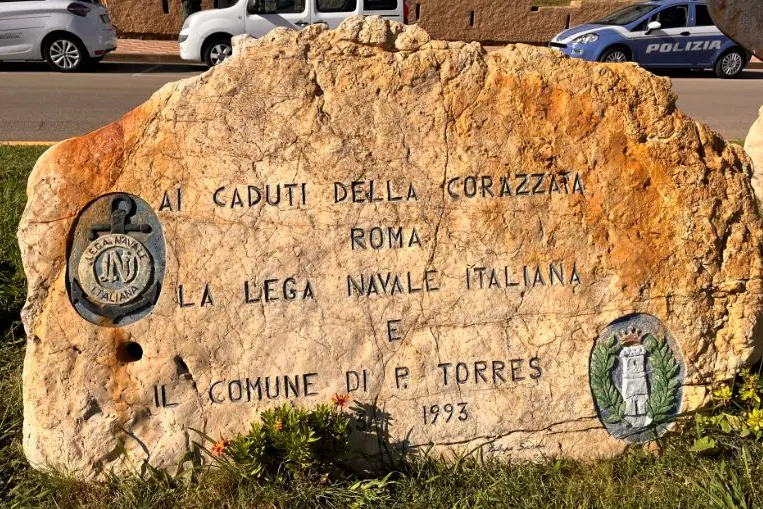 POLIZIA
AI CADUTI DELLA CORAZZATA
ROMA
LA LEGA NAVALE ITALIANA
E
IL COMUNE DI P. TORRES
1993
LEGA NAVALE
ITALIANA